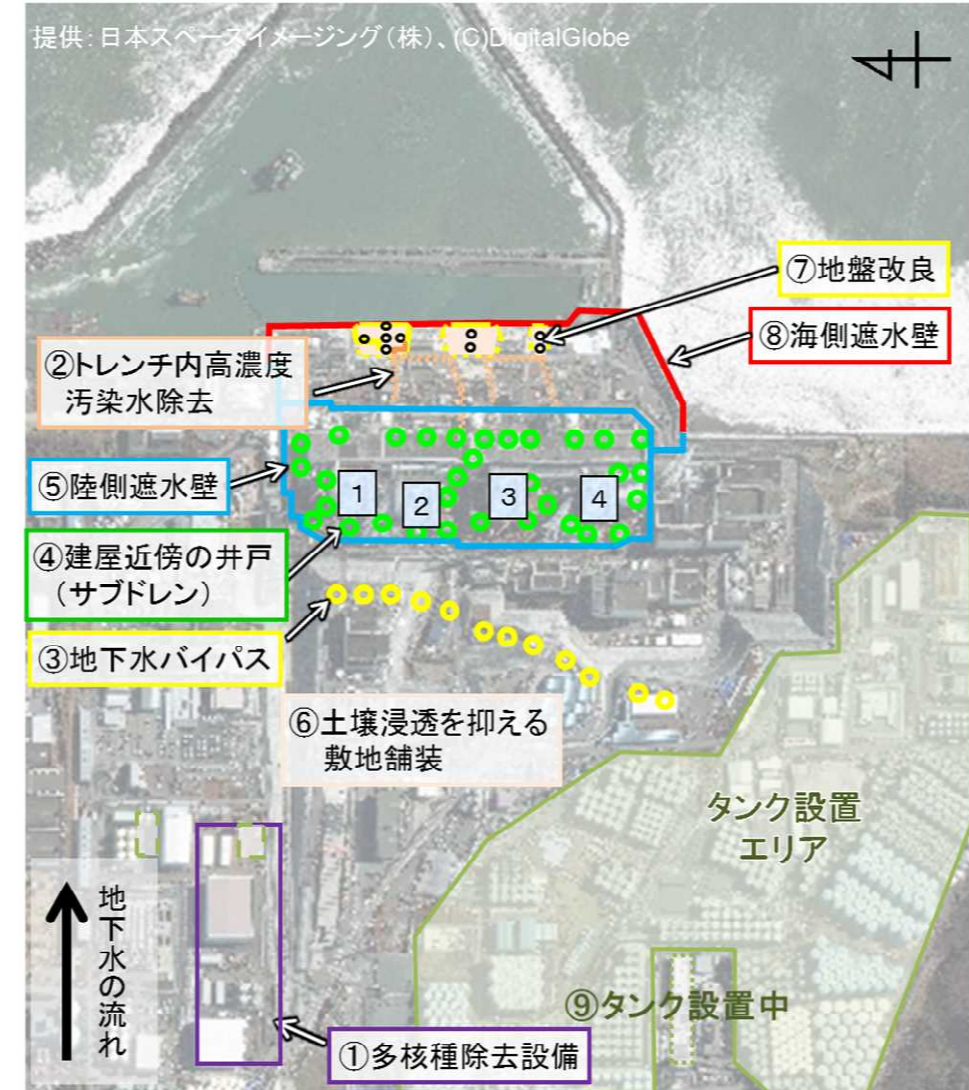 提供：日本スペースイメージング（株）、(C)DigitalGlobe
⑦地盤改良
⑧海側遮水壁
②トレンチ内高濃度
汚染水除去
⑤陸側遮水壁
1
2
3
4
④建屋近傍の井戸
（サブドレン）
③地下水バイパス
⑥土壌浸透を抑える
敷地舗装
タンク設置
エリア
地下水の流れ
⑨タンク設置中
①多核種除去設備